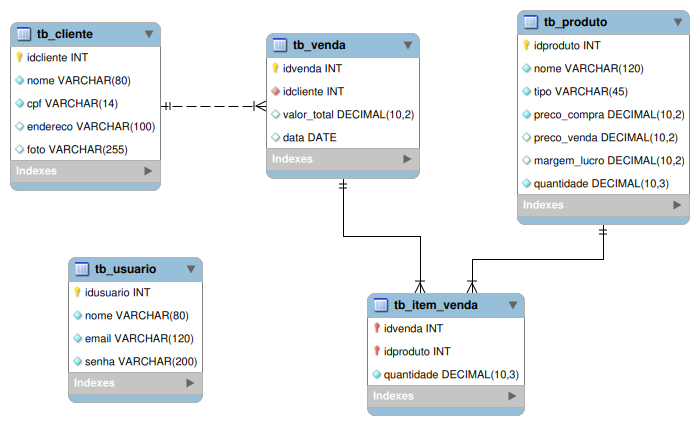 tb_cliente
idcliente INT
nome VARCHAR(80)
cpf VARCHAR(14)
endereco VARCHAR(100)
foto VARCHAR(255)
Indexes
tb_venda
idvenda INT
idcliente INT
valor_total DECIMAL(10,2)
data DATE
Indexes
tb_produto
idproduto INT
nome VARCHAR(120)
tipo VARCHAR(45)
preco_compra DECIMAL(10,2)
preco_venda DECIMAL(10,2)
margem_lucro DECIMAL(10,2)
quantidade DECIMAL(10,3)
Indexes
tb_usuario
idusuario INT
nome VARCHAR(80)
email VARCHAR(120)
senha VARCHAR(200)
Indexes
tb_item_venda
idvenda INT
idproduto INT
quantidade DECIMAL(10,3)
Indexes